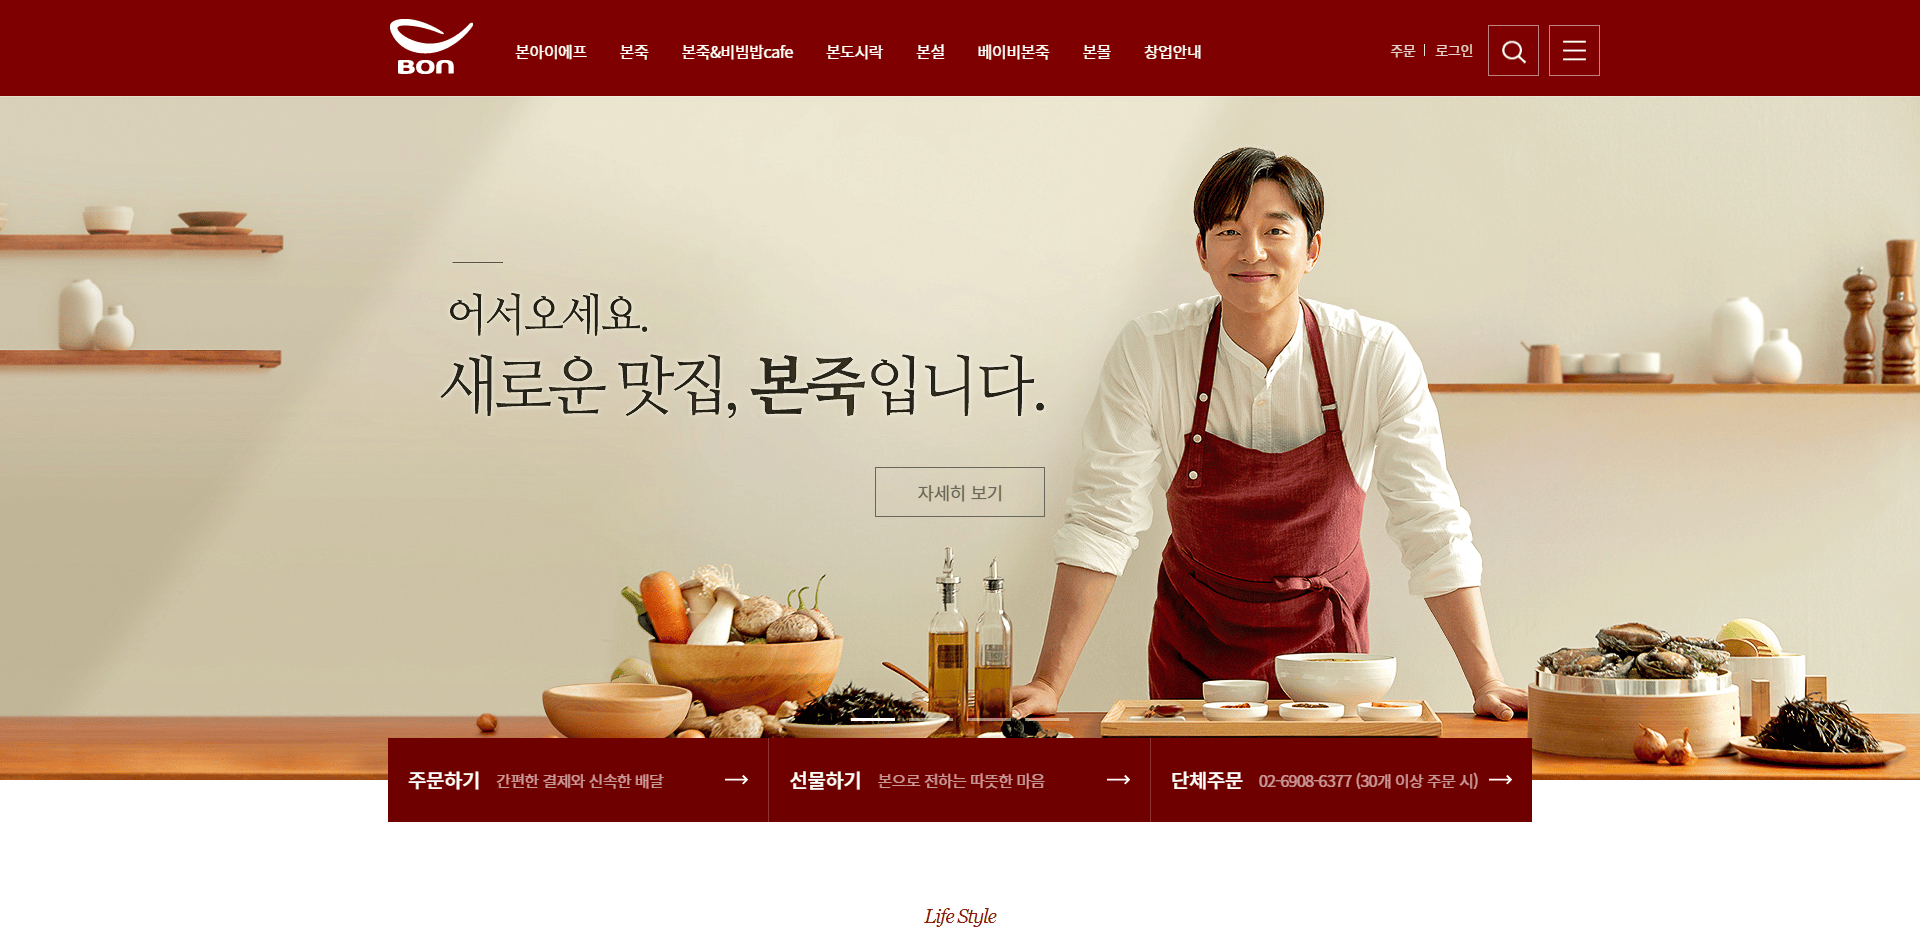 BON
본아이에프 본죽 본죽&비빔밥cafe 본도시락 본설 베이비본죽 본몰 창업안내
주문 로그인
어서오세요.
새로운 맛집, 본죽입니다.
자세히 보기
주문하기 간편한 결제와 신속한 배달
선물하기 본으로 전하는 따뜻한 마음
단체주문 02-6908-6377 (30개 이상 주문 시)
Life Style